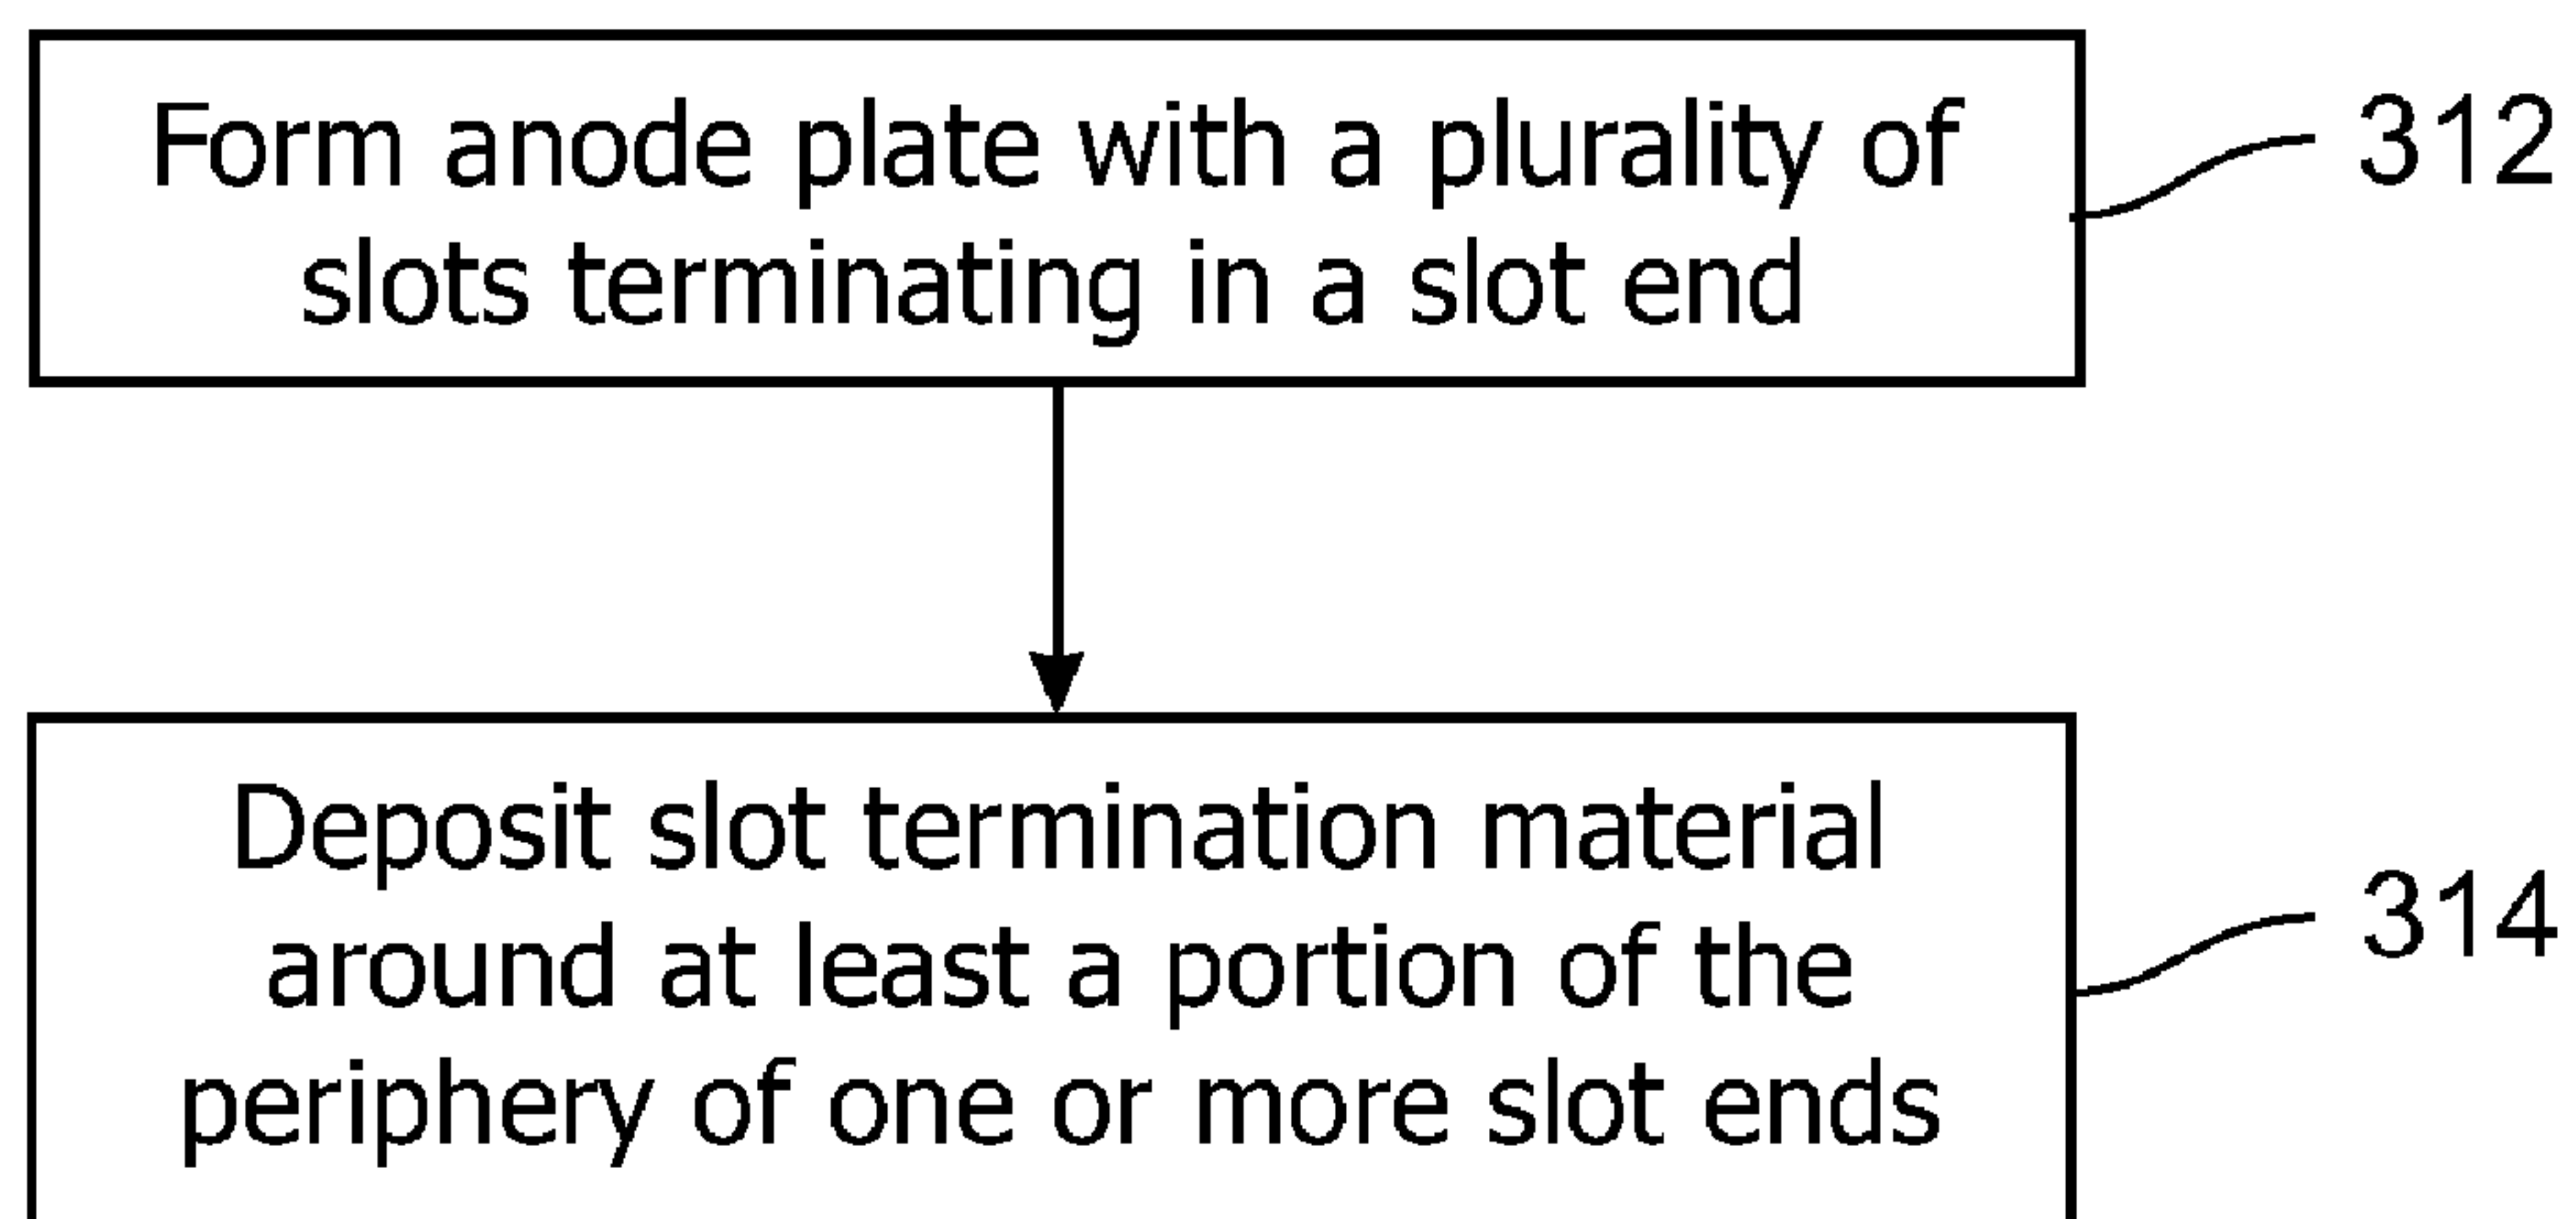 Form anode plate with a plurality of
slots terminating in a slot end
312
Deposit slot termination material
around at least a portion of the
periphery of one or more slot ends
314